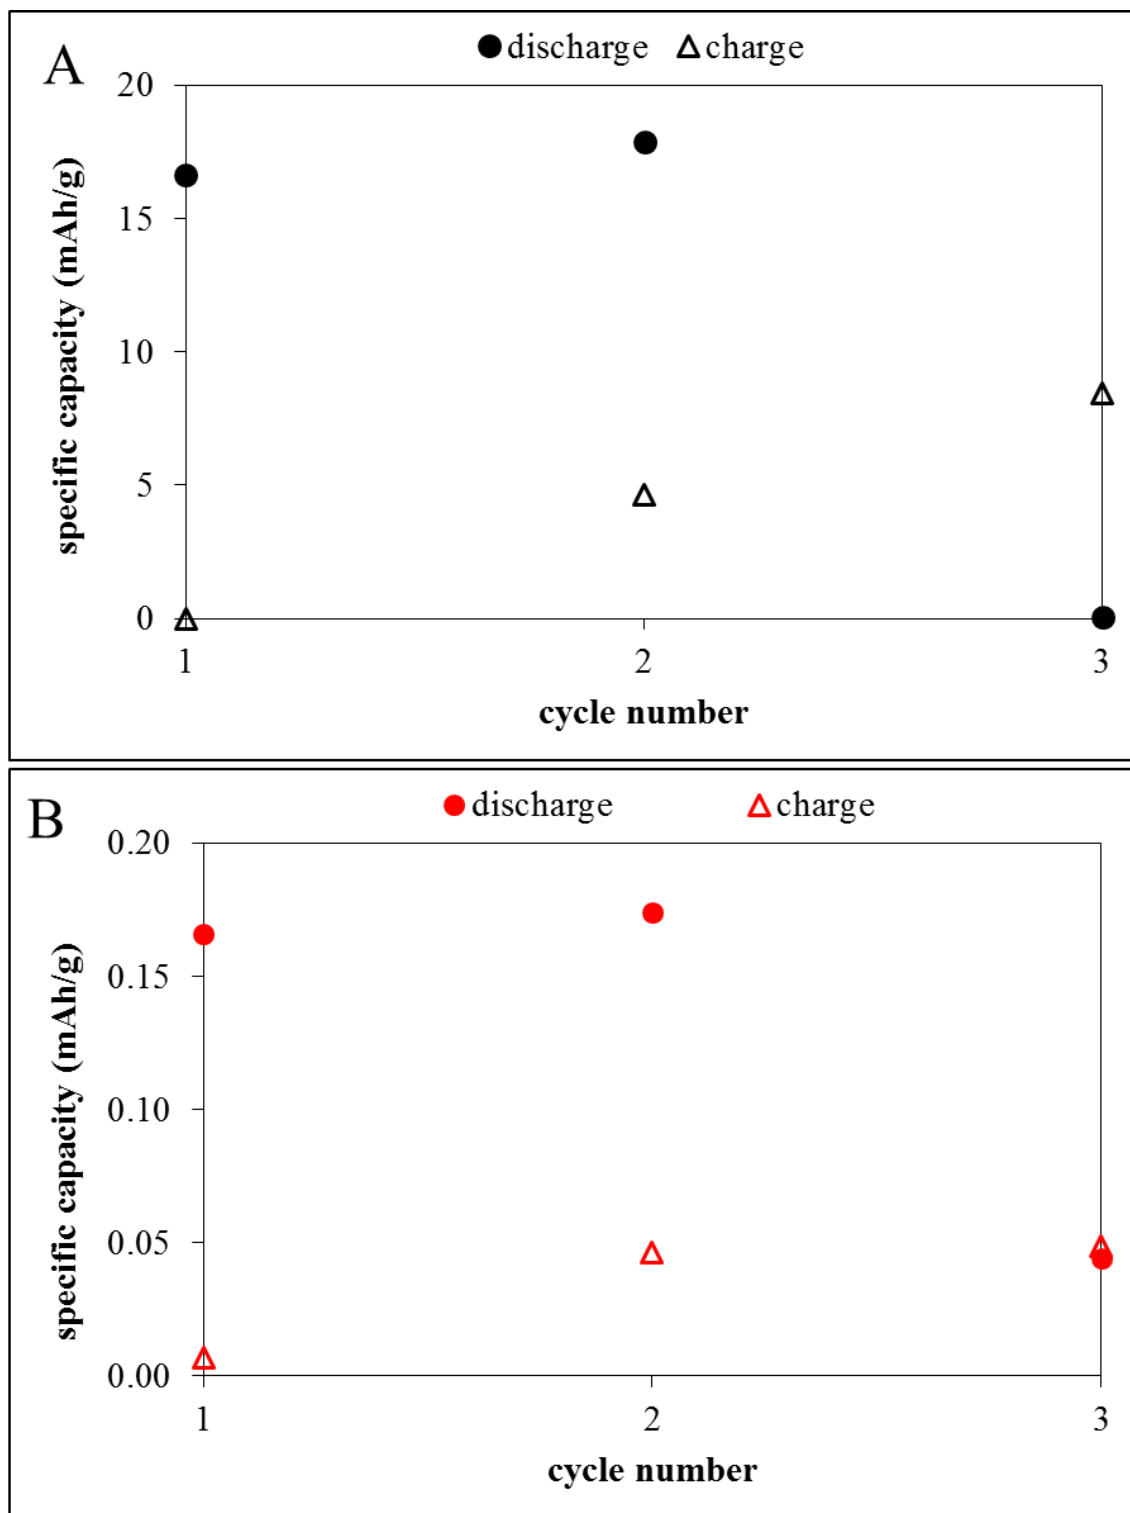 A
discharge charge
20
15
10
5
0
specific capacity (mAh/g)
1 2 3
cycle number
B
discharge charge
0.20
0.15
0.10
0.05
0.00
specific capacity (mAh/g)
1 2 3
cycle number